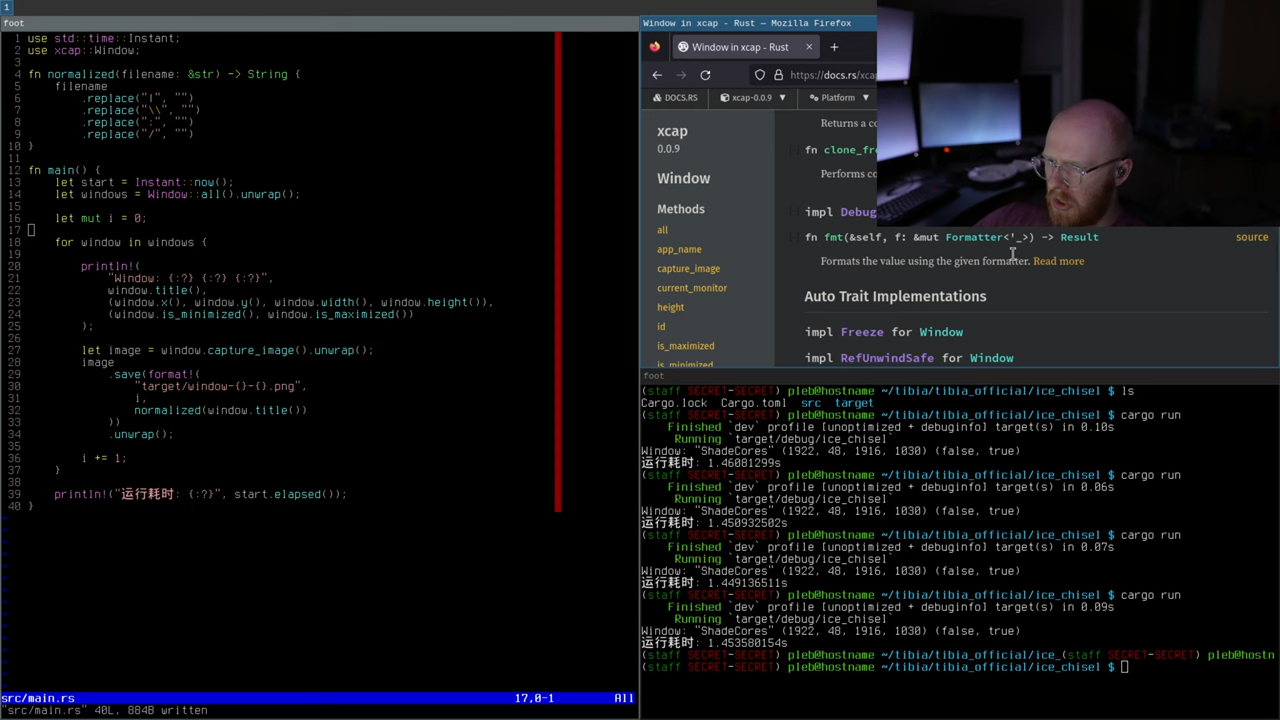 1
foot
1 use std::time::Instant;
2 use xcap::Window;
3
4 fn normalized(filename: &str) -> String {
5     filename
6         .replace("|", "")
7         .replace("\\", "")
8         .replace(":", "")
9         .replace("/", "")
10 }
11
12 fn main() {
13     let start = Instant::now();
14     let windows = Window::all().unwrap();
15
16     let mut i = 0;
17
18     for window in windows {
19
20         println!(
21             "Window: {:?} {:?} {:?}",
22             window.title(),
23             (window.x(), window.y(), window.width(), window.height()),
24             (window.is_minimized(), window.is_maximized())
25         );
26
27         let image = window.capture_image().unwrap();
28         image
29             .save(format!(
30                 "target/window-{}-{}.png",
31                 i,
32                 normalized(window.title())
33             ))
34             .unwrap();
35
36         i += 1;
37     }
38
39     println!("运行耗时: {:?}", start.elapsed());
40 }
src/main.rs 17,0-1 All
"src/main.rs" 40L, 884B written
Window in xcap - Rust — Mozilla Firefox
Window in xcap - Rust
https://docs.rs/xca
DOCS.RS xcap-0.0.9 Platform
xcap
0.0.9
Window
Methods
all
app_name
capture_image
current_monitor
height
id
is_maximized
is_minimized
Returns a co
fn clone_fro
Performs co
impl Debug
fn fmt(&self, f: &mut Formatter<'_>) -> Result source
Formats the value using the given formatter. Read more
Auto Trait Implementations
impl Freeze for Window
impl RefUnwindSafe for Window
foot
(staff SECRET-SECRET) pleb@hostname ~/tibia/tibia_official/ice_chisel $ ls
Cargo.lock  Cargo.toml  src  target
(staff SECRET-SECRET) pleb@hostname ~/tibia/tibia_official/ice_chisel $ cargo run
Finished `dev` profile [unoptimized + debuginfo] target(s) in 0.10s
Running `target/debug/ice_chisel`
Window: "ShadeCores" (1922, 48, 1916, 1030) (false, true)
运行耗时: 1.46081299s
(staff SECRET-SECRET) pleb@hostname ~/tibia/tibia_official/ice_chisel $ cargo run
Finished `dev` profile [unoptimized + debuginfo] target(s) in 0.06s
Running `target/debug/ice_chisel`
Window: "ShadeCores" (1922, 48, 1916, 1030) (false, true)
运行耗时: 1.450932502s
(staff SECRET-SECRET) pleb@hostname ~/tibia/tibia_official/ice_chisel $ cargo run
Finished `dev` profile [unoptimized + debuginfo] target(s) in 0.07s
Running `target/debug/ice_chisel`
Window: "ShadeCores" (1922, 48, 1916, 1030) (false, true)
运行耗时: 1.449136511s
(staff SECRET-SECRET) pleb@hostname ~/tibia/tibia_official/ice_chisel $ cargo run
Finished `dev` profile [unoptimized + debuginfo] target(s) in 0.09s
Running `target/debug/ice_chisel`
Window: "ShadeCores" (1922, 48, 1916, 1030) (false, true)
运行耗时: 1.453580154s
(staff SECRET-SECRET) pleb@hostname ~/tibia/tibia_official/ice_(staff SECRET-SECRET) pleb@hostn
(staff SECRET-SECRET) pleb@hostname ~/tibia/tibia_official/ice_chisel $